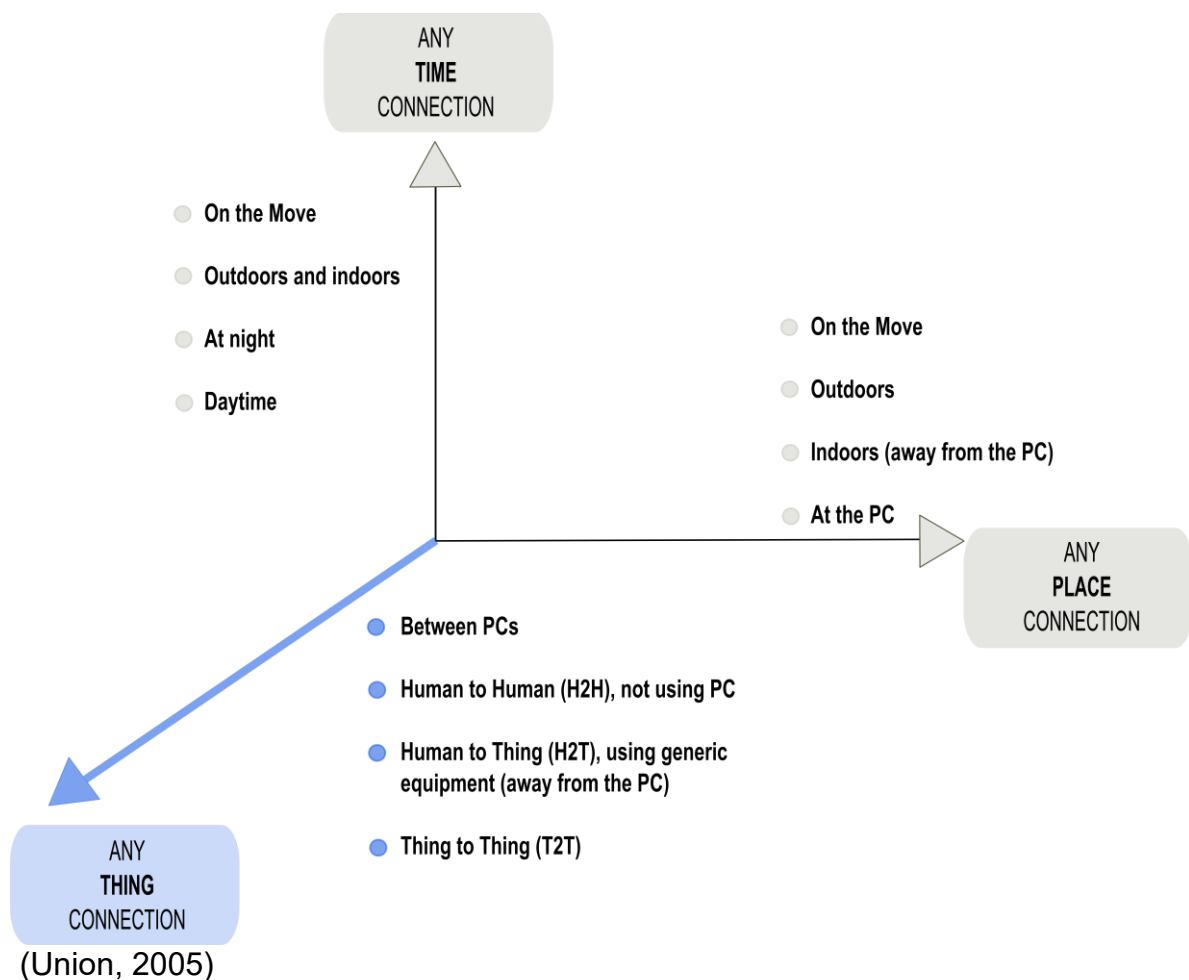 ANY
TIME
CONNECTION
On the Move
Outdoors and indoors
At night
Daytime
On the Move
Outdoors
Indoors (away from the PC)
At the PC
ANY
PLACE
CONNECTION
Between PCs
Human to Human (H2H), not using PC
Human to Thing (H2T), using generic
equipment (away from the PC)
Thing to Thing (T2T)
ANY
THING
CONNECTION
(Union, 2005)